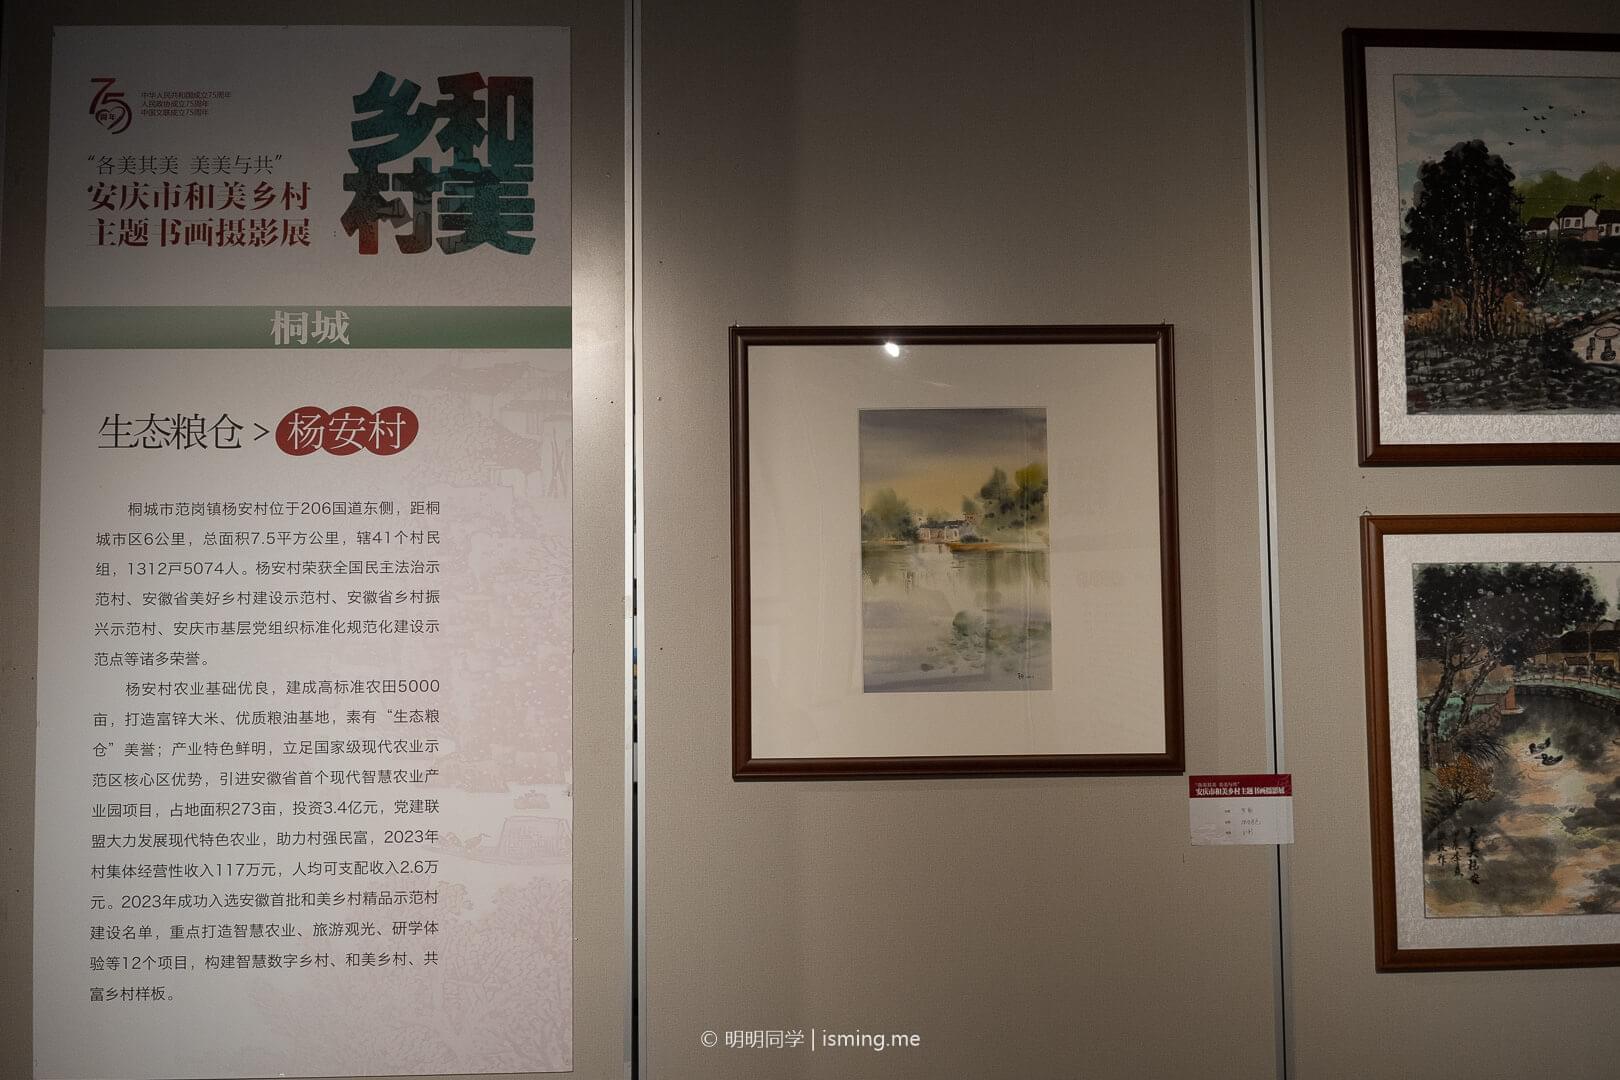 75
周年
中华人民共和国成立75周年
人民政协成立75周年
中国文联成立75周年
“各美其美 美美与共”
安庆市和美乡村
主题书画摄影展
和美乡村
桐城
生态粮仓 > 杨安村
桐城市范岗镇杨安村位于206国道东侧，距桐
城市区6公里，总面积7.5平方公里，辖41个村民
组，1312户5074人。杨安村荣获全国民主法治示
范村、安徽省美好乡村建设示范村、安徽省乡村振
兴示范村、安庆市基层党组织标准化规范化建设示
范点等诸多荣誉。
杨安村农业基础优良，建成高标准农田5000
亩，打造富锌大米、优质粮油基地，素有“生态粮
仓”美誉；产业特色鲜明，立足国家级现代农业示
范区核心区优势，引进安徽省首个现代智慧农业产
业园项目，占地面积273亩，投资3.4亿元，党建联
盟大力发展现代特色农业，助力村强民富，2023年
村集体经营性收入117万元，人均可支配收入2.6万
元。2023年成功入选安徽首批和美乡村精品示范村
建设名单，重点打造智慧农业、旅游观光、研学体
验等12个项目，构建智慧数字乡村、和美乡村、共
富乡村样板。
“各美其美 美美与共”
安庆市和美乡村主题书画摄影展
© 明明同学 | isming.me